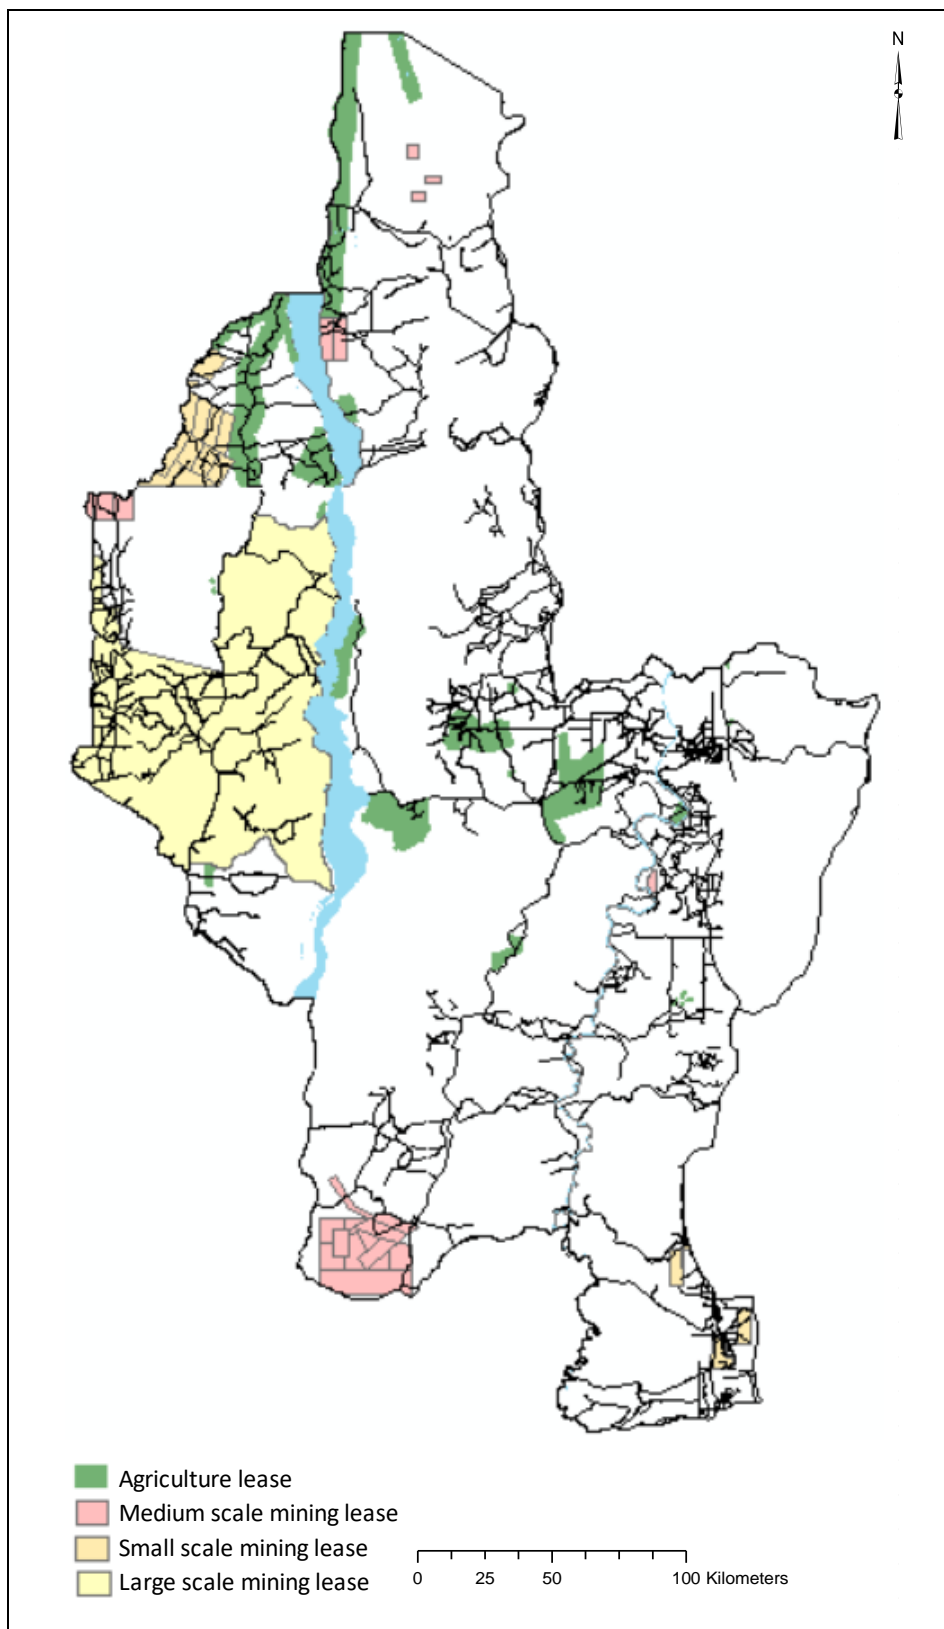 N
Agriculture lease
Medium scale mining lease
Small scale mining lease
Large scale mining lease
0 25 50 100 Kilometers